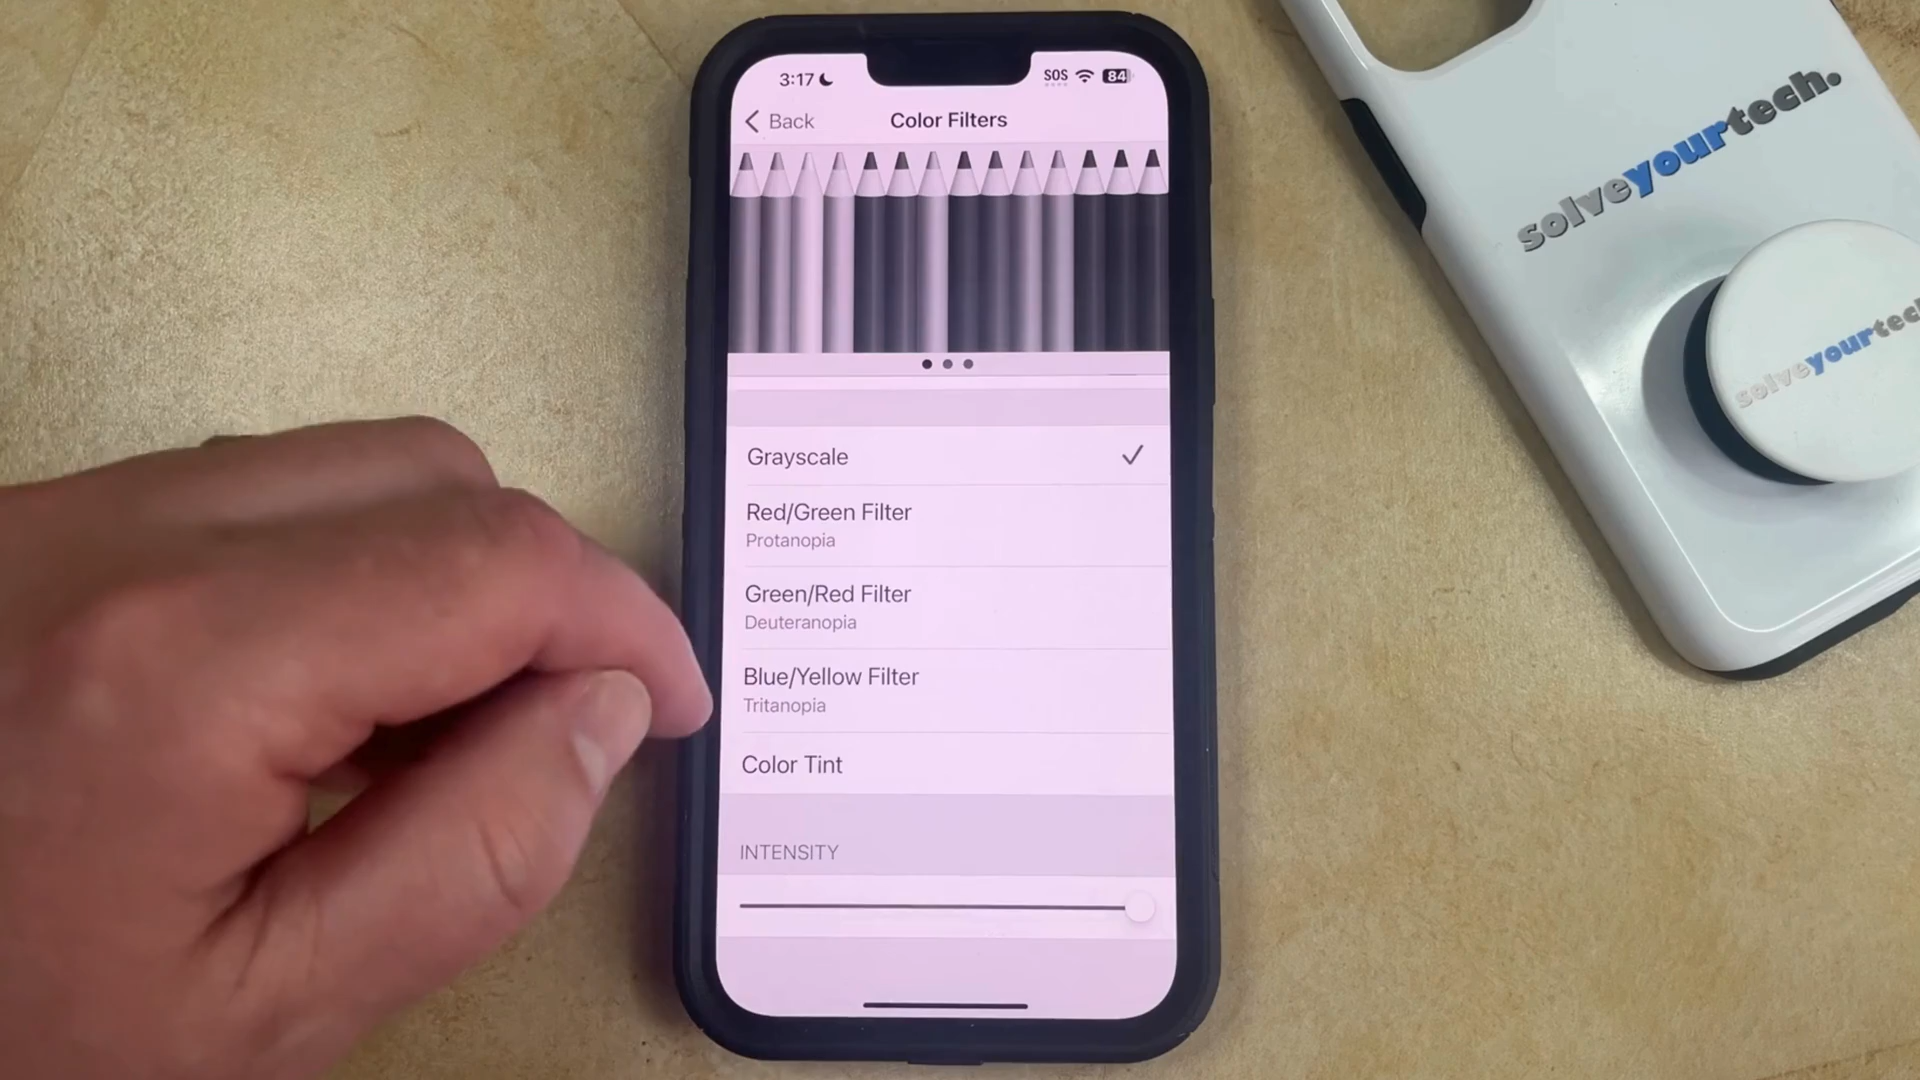 3:17
SOS
84
Back
Color Filters
Grayscale
Red/Green Filter
Protanopia
Green/Red Filter
Deuteranopia
Blue/Yellow Filter
Tritanopia
Color Tint
INTENSITY
solveyourtech.
solveyourtech